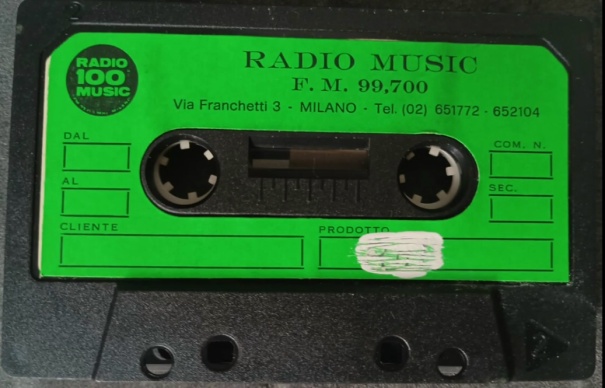 RADIO
100
MUSIC
RADIO MUSIC
F. M. 99,700
Via Franchetti 3 - MILANO - Tel. (02) 651772 - 652104
DAL
COM. N.
AL
SEC.
CLIENTE
PRODOTTO